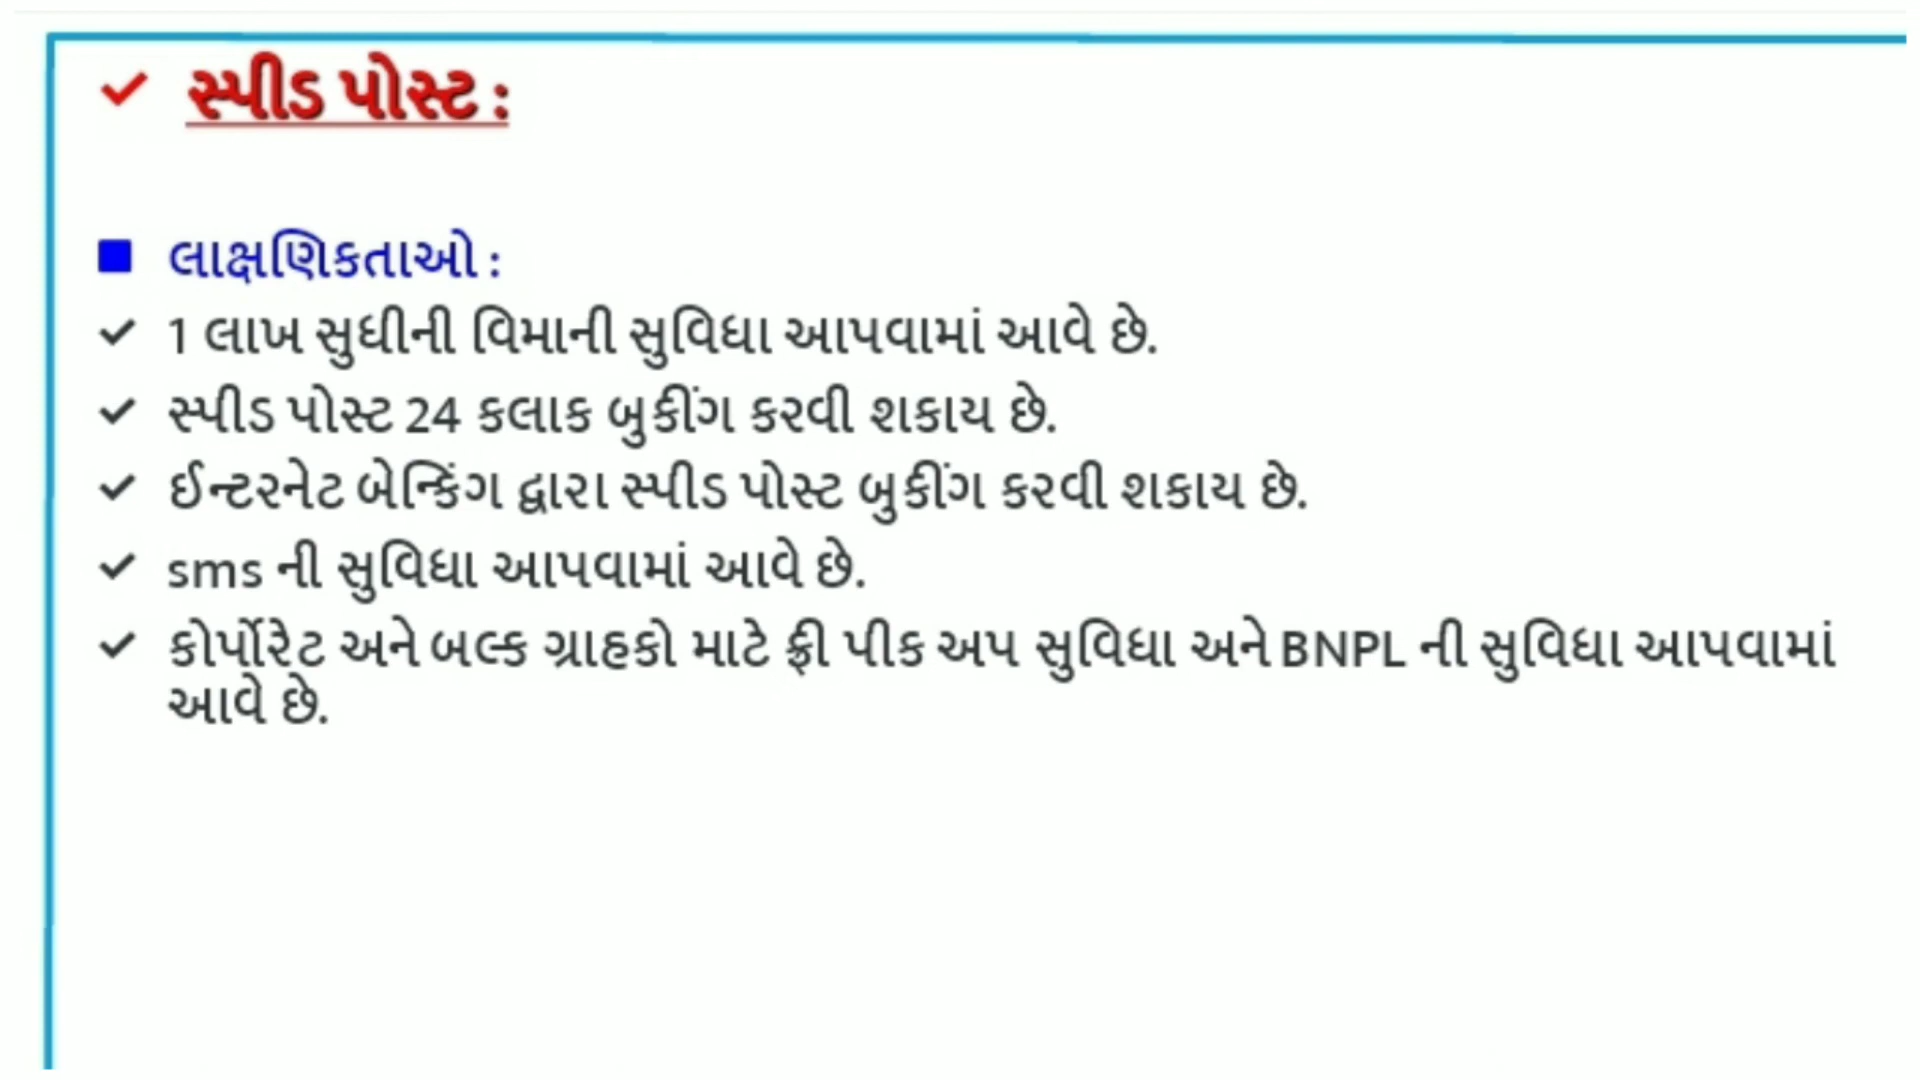 સ્પીડ પોસ્ટ :
લાક્ષણિકતાઓ :
1 લાખ સુધીની વિમાની સુવિધા આપવામાં આવે છે.
સ્પીડ પોસ્ટ 24 કલાક બુકીંગ કરવી શકાય છે.
ઈન્ટરનેટ બેન્કિંગ દ્વારા સ્પીડ પોસ્ટ બુકીંગ કરવી શકાય છે.
sms ની સુવિધા આપવામાં આવે છે.
કોર્પોરેટ અને બલ્ક ગ્રાહકો માટે ફ્રી પીક અપ સુવિધા અને BNPL ની સુવિધા આપવામાં
આવે છે.